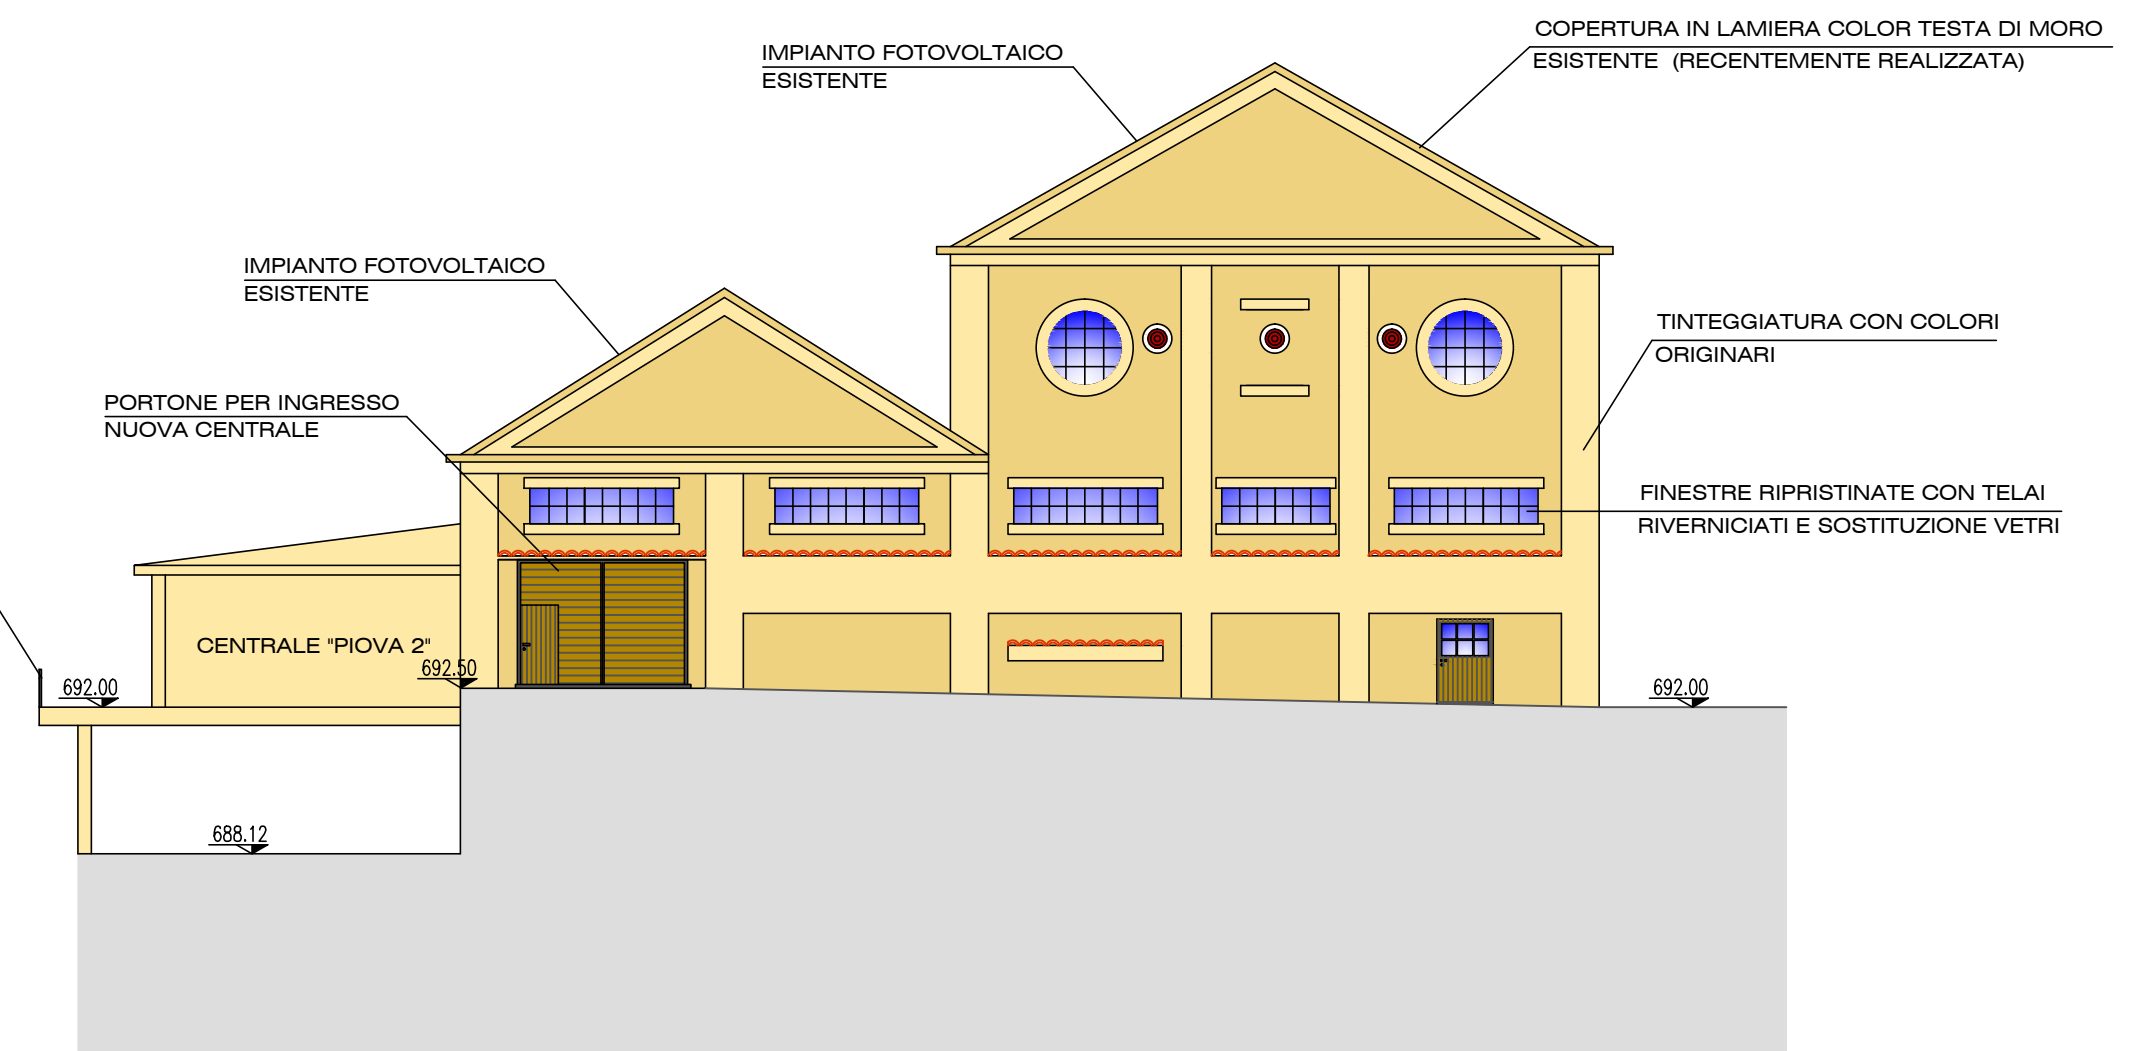 COPERTURA IN LAMIERA COLOR TESTA DI MORO
ESISTENTE (RECENTEMENTE REALIZZATA)
IMPIANTO FOTOVOLTAICO
ESISTENTE
IMPIANTO FOTOVOLTAICO
ESISTENTE
TINTEGGIATURA CON COLORI
ORIGINARI
PORTONE PER INGRESSO
NUOVA CENTRALE
FINESTRE RIPRISTINATE CON TELAI
RIVERNICIATI E SOSTITUZIONE VETRI
CENTRALE "PIOVA 2"
692.50
692.00
692.00
688.12